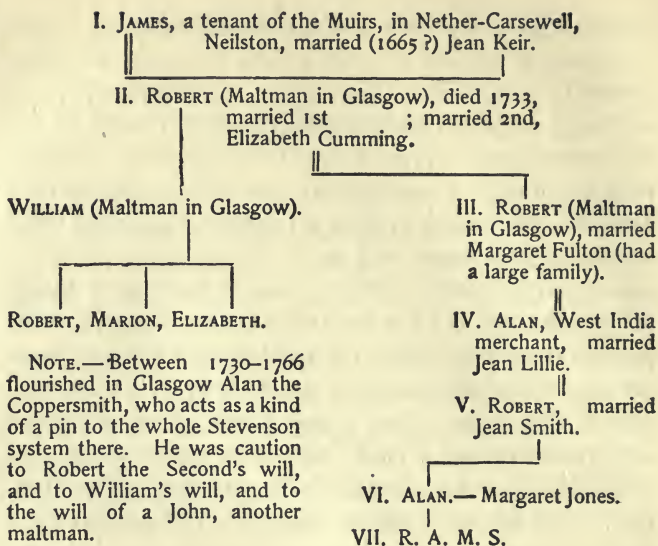 I. JAMES, a tenant of the Muirs, in Nether-Carsewell,
Neilston, married (1665 ?) Jean Keir.
II. ROBERT (Maltman in Glasgow), died 1733,
married 1st ; married 2nd,
Elizabeth Cumming.
WILLIAM (Maltman in Glasgow).
ROBERT, MARION, ELIZABETH.
NOTE.—Between 1730–1766
flourished in Glasgow Alan the
Coppersmith, who acts as a kind
of a pin to the whole Stevenson
system there. He was caution
to Robert the Second's will,
and to William's will, and to
the will of a John, another
maltman.
III. ROBERT (Maltman
in Glasgow), married
Margaret Fulton (had
a large family).
IV. ALAN, West India
merchant, married
Jean Lillie.
V. ROBERT, married
Jean Smith.
VI. ALAN.—Margaret Jones.
VII. R. A. M. S.